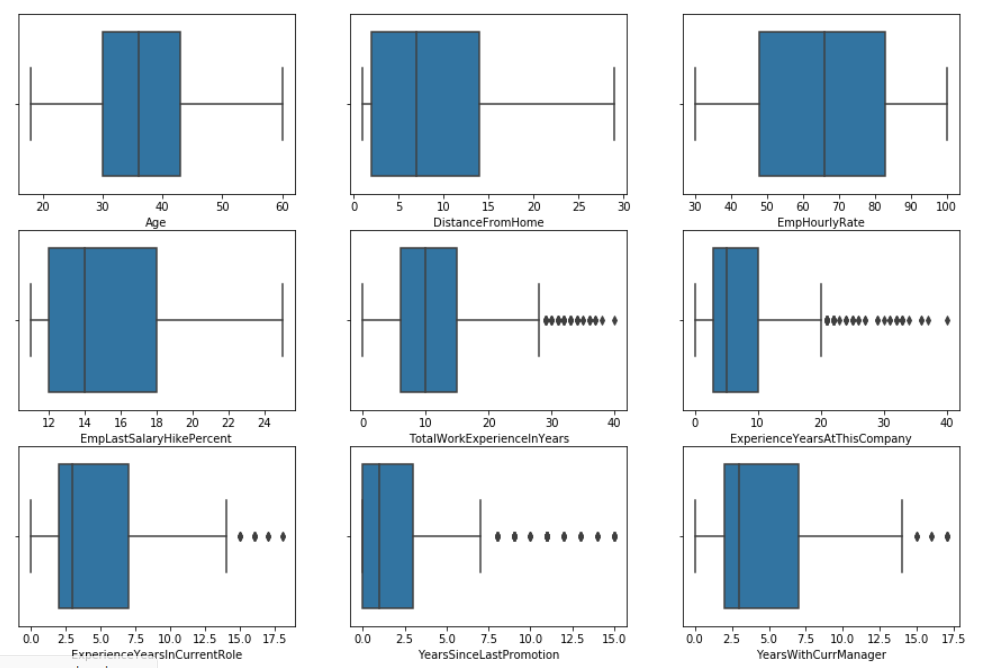 20 30 40 50 60
Age
0 5 10 15 20 25 30
DistanceFromHome
30 40 50 60 70 80 90 100
EmpHourlyRate
12 14 16 18 20 22 24
EmpLastSalaryHikePercent
0 10 20 30 40
TotalWorkExperienceInYears
0 10 20 30 40
ExperienceYearsAtThisCompany
0.0 2.5 5.0 7.5 10.0 12.5 15.0 17.5
ExperienceYearsInCurrentRole
0.0 2.5 5.0 7.5 10.0 12.5 15.0
YearsSinceLastPromotion
0.0 2.5 5.0 7.5 10.0 12.5 15.0 17.5
YearsWithCurrManager